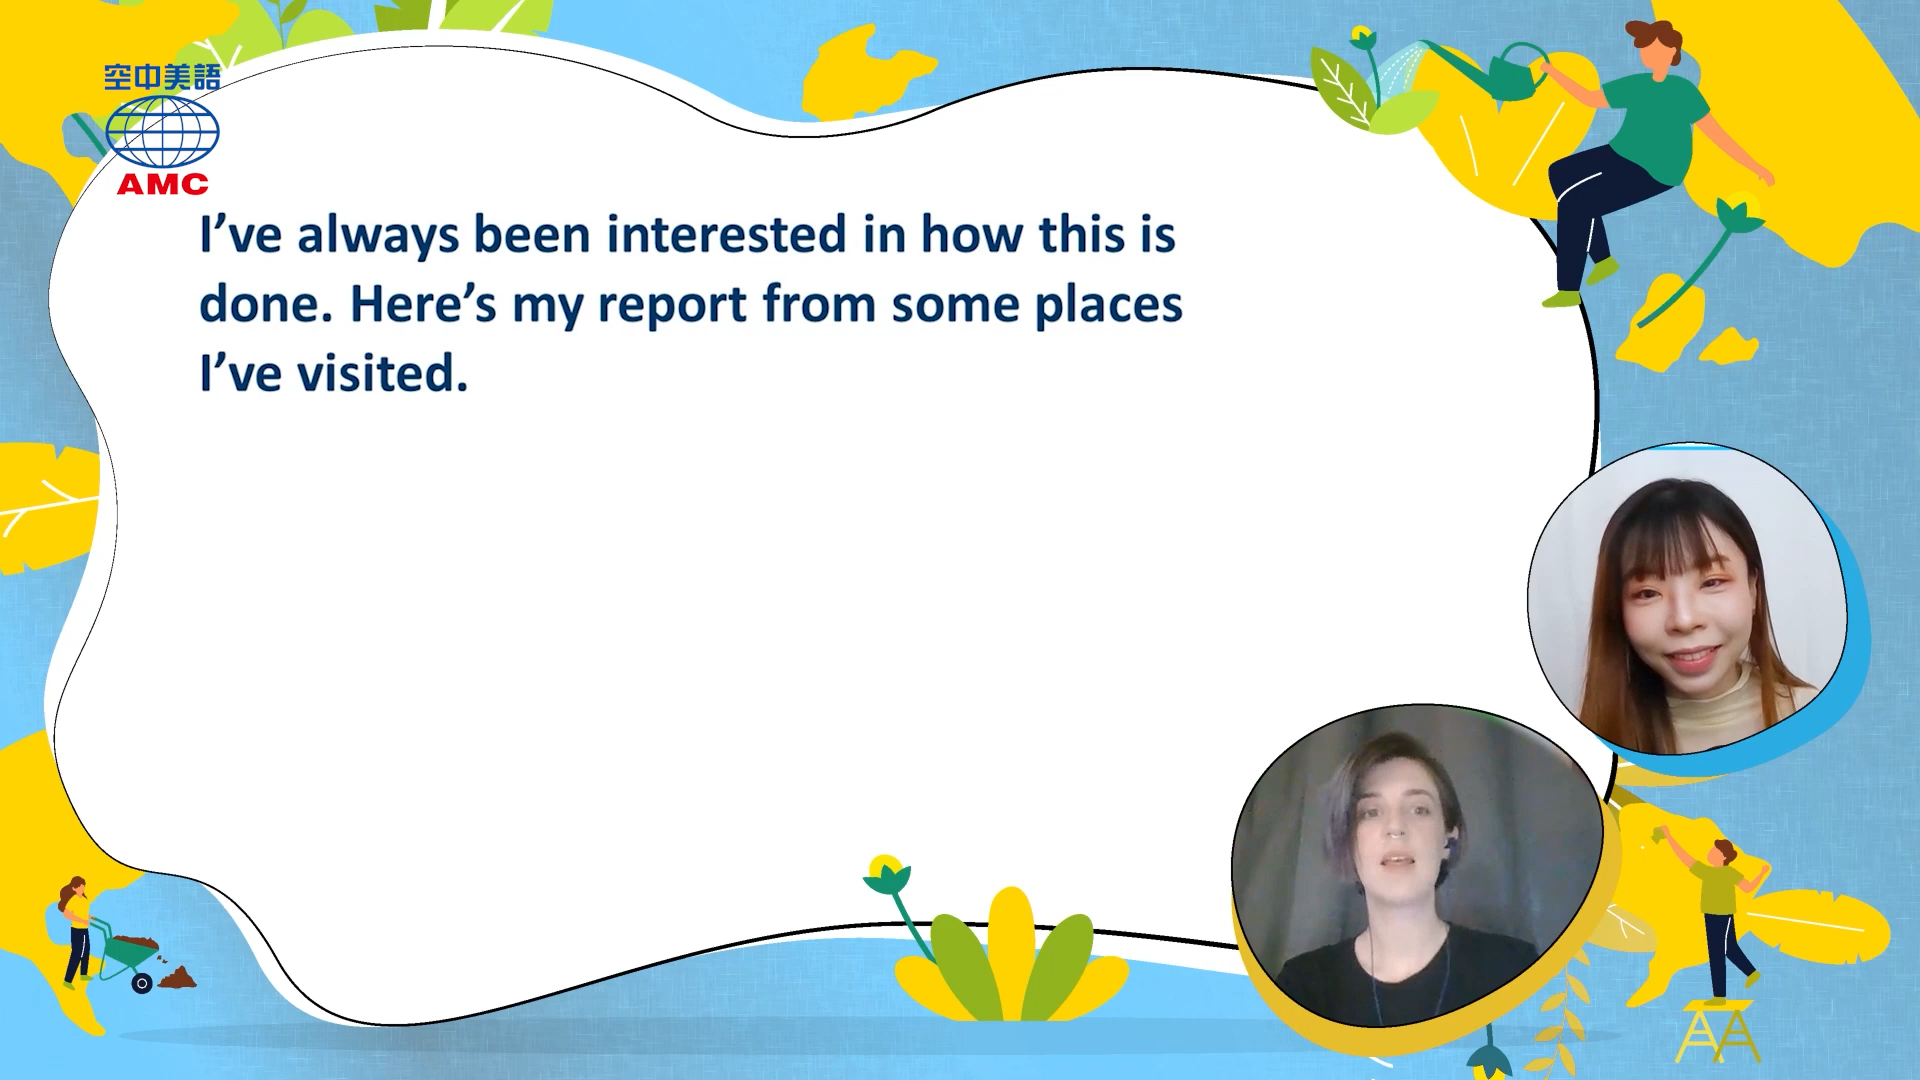 空中美語
AMC
I’ve always been interested in how this is
done. Here’s my report from some places
I’ve visited.